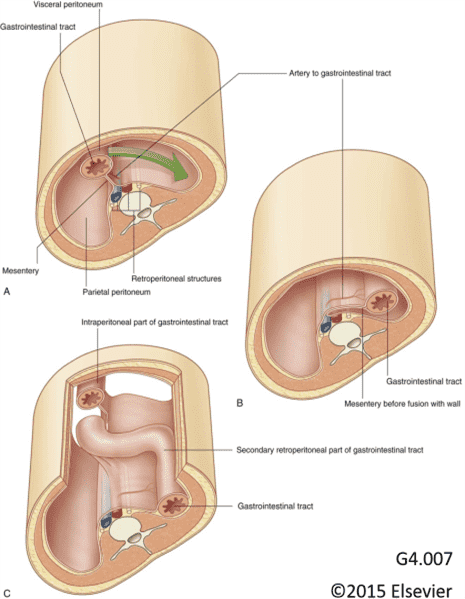 Visceral peritoneum
Gastrointestinal tract
Artery to gastrointestinal tract
Mesentery
Retroperitoneal structures
A
Parietal peritoneum
Intraperitoneal part of gastrointestinal tract
Gastrointestinal tract
B
Mesentery before fusion with wall
Secondary retroperitoneal part of gastrointestinal tract
Gastrointestinal tract
G4.007
C
©2015 Elsevier